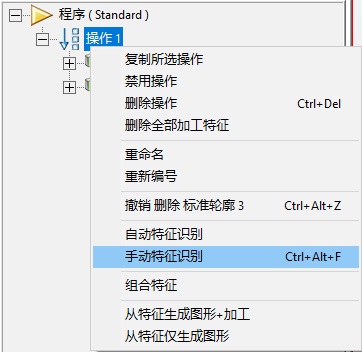 程序 ( Standard )
操作 1
复制所选操作
禁用操作
删除操作 Ctrl+Del
删除全部加工特征
重命名
重新编号
撤销 删除 标准轮廓 3 Ctrl+Alt+Z
自动特征识别
手动特征识别 Ctrl+Alt+F
组合特征
从特征生成图形+加工
从特征仅生成图形